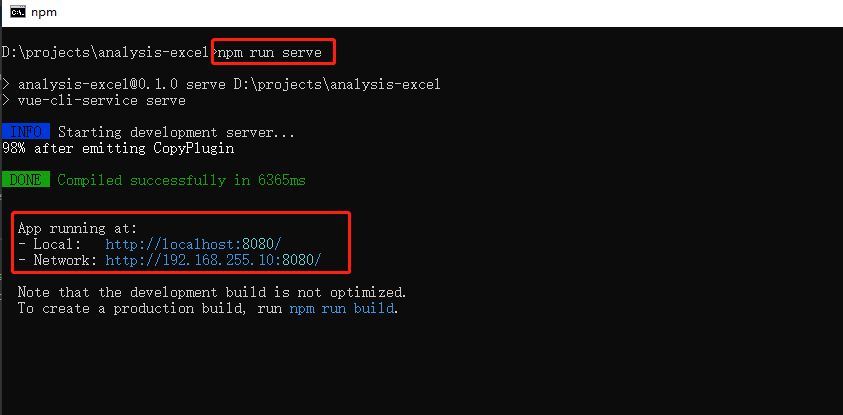 npm
D:\projects\analysis-excel>npm run serve
> analysis-excel@0.1.0 serve D:\projects\analysis-excel
> vue-cli-service serve
INFO Starting development server...
98% after emitting CopyPlugin
DONE Compiled successfully in 6365ms
App running at:
- Local: http://localhost:8080/
- Network: http://192.168.255.10:8080/
Note that the development build is not optimized.
To create a production build, run npm run build.